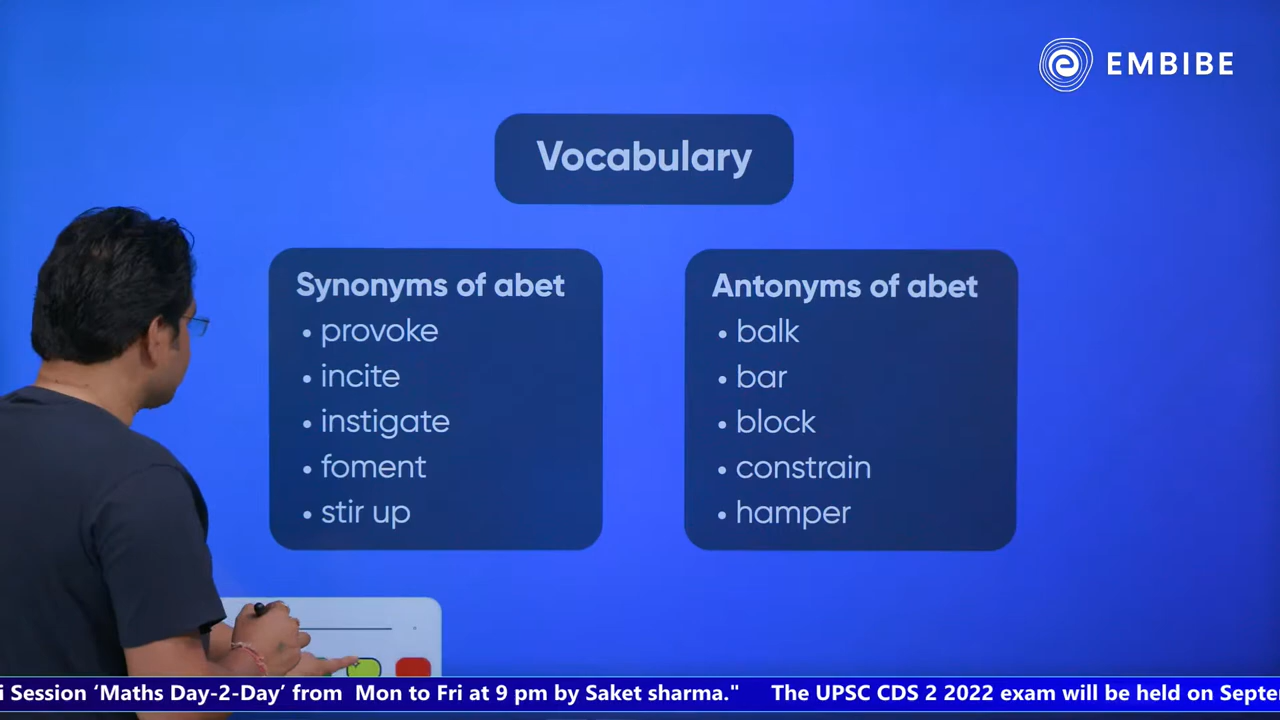 EMBIBE
Vocabulary
Synonyms of abet
• provoke
• incite
• instigate
• foment
• stir up
Antonyms of abet
• balk
• bar
• block
• constrain
• hamper
Session ‘Maths Day-2-Day’ from Mon to Fri at 9 pm by Saket sharma." The UPSC CDS 2 2022 exam will be held on